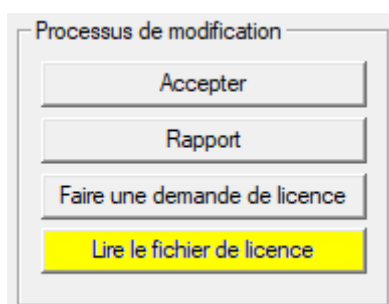 Processus de modification
Accepter
Rapport
Faire une demande de licence
Lire le fichier de licence